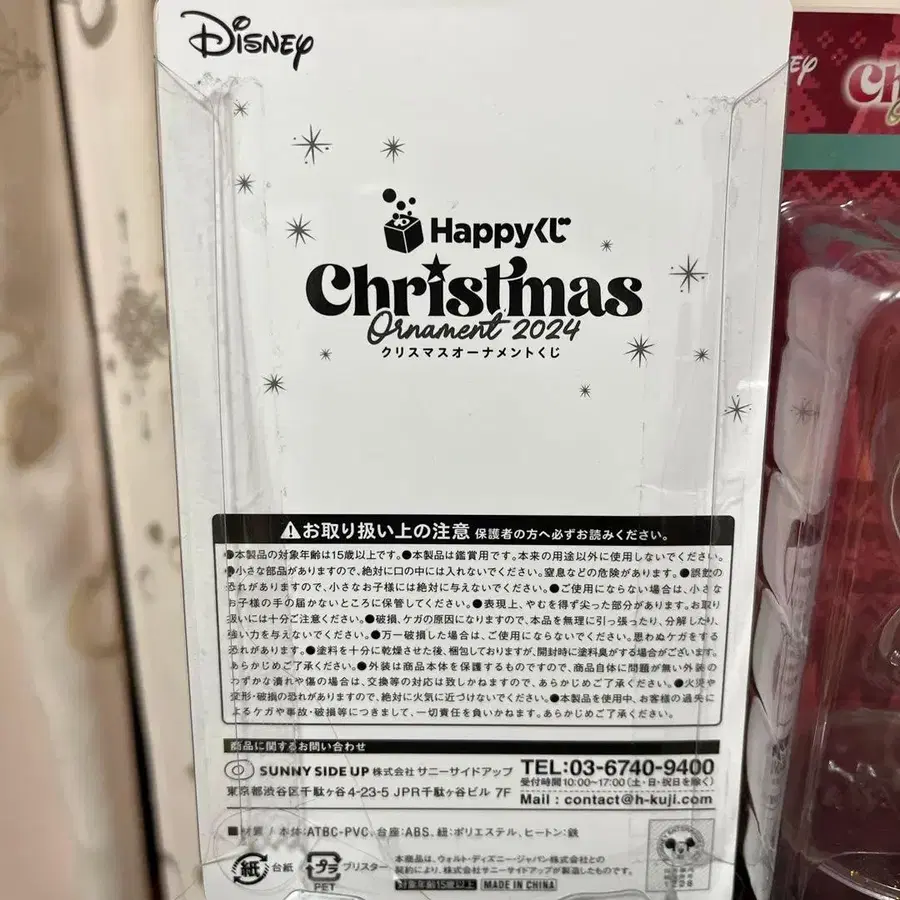 Disney
EY
Ch
Happyくじ
Christmas
Ornament 2024
クリスマスオーナメントくじ
お取り扱い上の注意 保護者の方へ必ずお読みください。
●本製品の対象年齢は15歳以上です。●本製品は鑑賞用です。本来の用途以外に使用しないでください。
●小さな部品がありますので、絶対に口の中には入れないでください。窒息などの危険があります。●誤飲の
恐れがありますので、小さなお子様には絶対に与えないでください。●ご使用にならない場合は、小さな
お子様の手の届かないところに保管してください。●表現上、やむを得ず尖った部分があります。お取り
扱いには十分ご注意ください。●破損、ケガの原因になりますので、本品を無理に引っ張ったり、分解したり、
強い力を与えないでください。●万一破損した場合は、ご使用にならないでください。思わぬケガをする
恐れがあります。●塗料を十分に乾燥させた後、梱包しておりますが、開封時に塗料臭がする場合がございます。
あらかじめご了承ください。●外装は商品本体を保護するものですので、商品自体に問題が無い外装の
わずかな潰れや傷の場合は、交換等の対応は致しかねますので、あらかじめご了承ください。●火災や
変形・破損の恐れがありますので、絶対に火気に近づけないでください。●本製品を使用中、お客様の過失に
よるケガや事故・破損等につきまして、一切責任を負いかねます。あらかじめご了承ください。
商品に関するお問い合わせ
SUNNY SIDE UP 株式会社 サニーサイドアップ
東京都渋谷区千駄ヶ谷4-23-5 JPR千駄ヶ谷ビル 7F
TEL:03-6740-9400
受付時間10:00~17:00(土・日・祝日を除く)
Mail : contact@h-kuji.com
■材質/本体:ATBC-PVC、台座:ABS、紐:ポリエステル、ヒートン:鉄
紙 台紙
プラ ブリスター
PET
本商品は、ウォルト・ディズニー・ジャパン株式会社との
契約により、株式会社サニーサイドアップが製造したものです。
対象年齢15歳以上 MADE IN CHINA